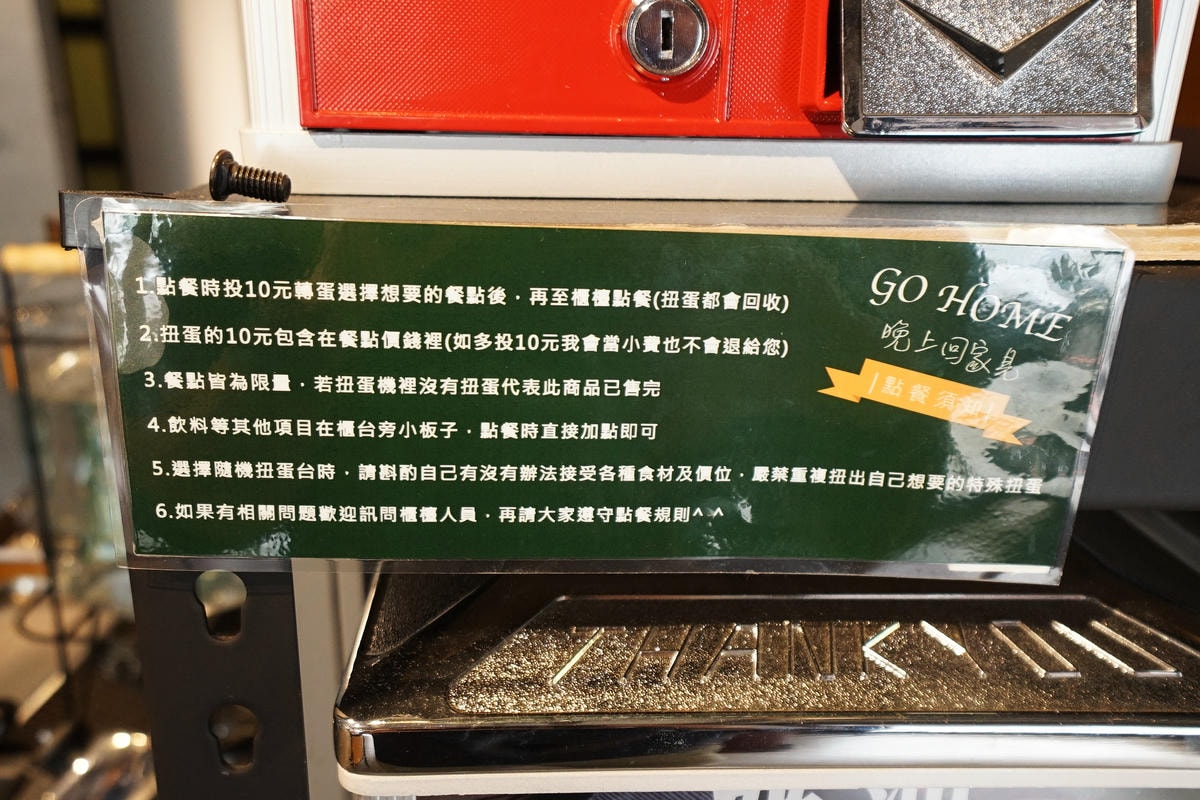 1.點餐時投10元轉蛋選擇想要的餐點後，再至櫃檯點餐(扭蛋都會回收)
2.扭蛋的10元包含在餐點價錢裡(如多投10元我會當小費也不會退給您)
3.餐點皆為限量，若扭蛋機裡沒有扭蛋代表此商品已售完
4.飲料等其他項目在櫃台旁小板子，點餐時直接加點即可
5.選擇隨機扭蛋台時，請斟酌自己有沒有辦法接受各種食材及價位，嚴禁重複扭出自己想要的特殊扭蛋
6.如果有相關問題歡迎訊問櫃檯人員，再請大家遵守點餐規則^ ^
GO HOME
晚上回家見
|點餐須知|
THANK YOU